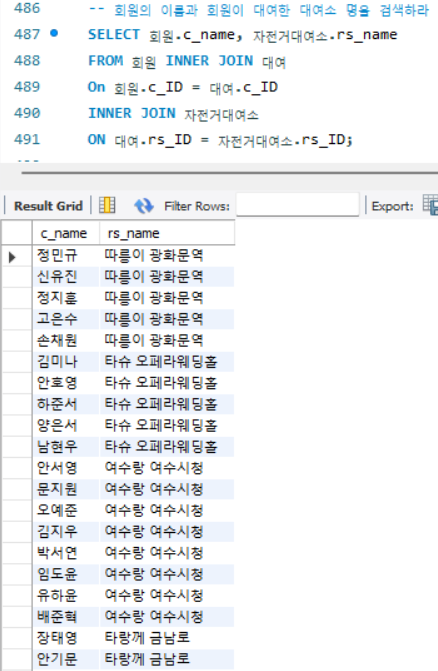 486 -- 회원의 이름과 회원이 대여한 대여소 명을 검색하라
487 SELECT 회원.c_name, 자전거대여소.rs_name
488 FROM 회원 INNER JOIN 대여
489 On 회원.c_ID = 대여.c_ID
490 INNER JOIN 자전거대여소
491 ON 대여.rs_ID = 자전거대여소.rs_ID;
Result Grid Filter Rows: Export:
c_name rs_name
정민규 따릉이 광화문역
신유진 따릉이 광화문역
정지훈 따릉이 광화문역
고은수 따릉이 광화문역
손채원 따릉이 광화문역
김미나 타슈 오페라웨딩홀
안호영 타슈 오페라웨딩홀
하준서 타슈 오페라웨딩홀
양은서 타슈 오페라웨딩홀
남현우 타슈 오페라웨딩홀
안서영 여수랑 여수시청
문지원 여수랑 여수시청
오예준 여수랑 여수시청
김지우 여수랑 여수시청
박서연 여수랑 여수시청
임도윤 여수랑 여수시청
유하윤 여수랑 여수시청
배준혁 여수랑 여수시청
장태영 타랑께 금남로
안기문 타랑께 금남로